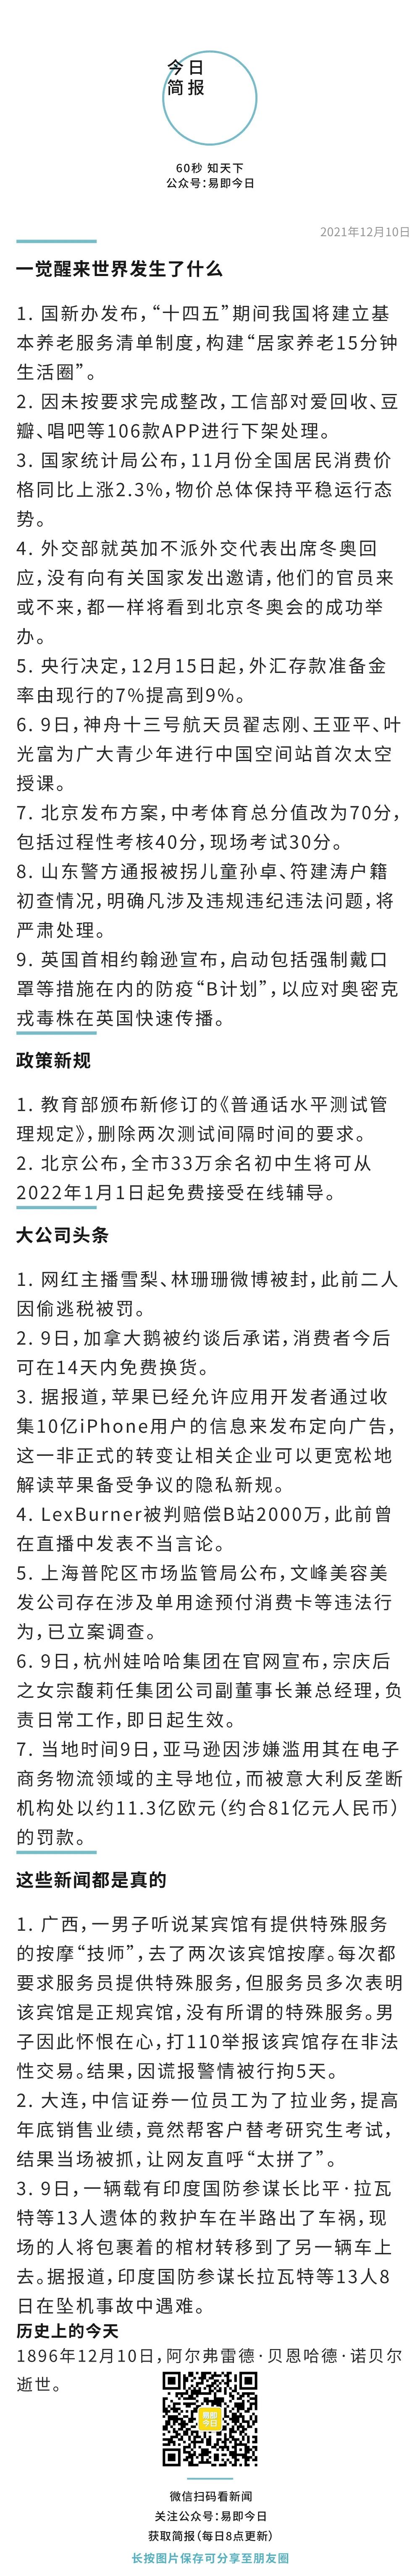 今日
简报
60秒 知天下
公众号：易即今日
2021年12月10日
一觉醒来世界发生了什么
1. 国新办发布，“十四五”期间我国将建立基
本养老服务清单制度，构建“居家养老15分钟
生活圈”。
2. 因未按要求完成整改，工信部对爱回收、豆
瓣、唱吧等106款APP进行下架处理。
3. 国家统计局公布，11月份全国居民消费价
格同比上涨2.3%，物价总体保持平稳运行态
势。
4. 外交部就英加不派外交代表出席冬奥回
应，没有向有关国家发出邀请，他们的官员来
或不来，都一样将看到北京冬奥会的成功举
办。
5. 央行决定，12月15日起，外汇存款准备金
率由现行的7%提高到9%。
6. 9日，神舟十三号航天员翟志刚、王亚平、叶
光富为广大青少年进行中国空间站首次太空
授课。
7. 北京发布方案，中考体育总分值改为70分，
包括过程性考核40分，现场考试30分。
8. 山东警方通报被拐儿童孙卓、符建涛户籍
初查情况，明确凡涉及违规违纪违法问题，将
严肃处理。
9. 英国首相约翰逊宣布，启动包括强制戴口
罩等措施在内的防疫“B计划”，以应对奥密克
戎毒株在英国快速传播。
政策新规
1. 教育部颁布新修订的《普通话水平测试管
理规定》，删除两次测试间隔时间的要求。
2. 北京公布，全市33万余名初中生将可从
2022年1月1日起免费接受在线辅导。
大公司头条
1. 网红主播雪梨、林珊珊微博被封，此前二人
因偷逃税被罚。
2. 9日，加拿大鹅被约谈后承诺，消费者今后
可在14天内免费换货。
3. 据报道，苹果已经允许应用开发者通过收
集10亿iPhone用户的信息来发布定向广告，
这一非正式的转变让相关企业可以更宽松地
解读苹果备受争议的隐私新规。
4. LexBurner被判赔偿B站2000万，此前曾
在直播中发表不当言论。
5. 上海普陀区市场监管局公布，文峰美容美
发公司存在涉及单用途预付消费卡等违法行
为，已立案调查。
6. 9日，杭州娃哈哈集团在官网宣布，宗庆后
之女宗馥莉任集团公司副董事长兼总经理，负
责日常工作，即日起生效。
7. 当地时间9日，亚马逊因涉嫌滥用其在电子
商务物流领域的主导地位，而被意大利反垄断
机构处以约11.3亿欧元（约合81亿元人民币）
的罚款。
这些新闻都是真的
1. 广西，一男子听说某宾馆有提供特殊服务
的按摩“技师”，去了两次该宾馆按摩。每次都
要求服务员提供特殊服务，但服务员多次表明
该宾馆是正规宾馆，没有所谓的特殊服务。男
子因此怀恨在心，打110举报该宾馆存在非法
性交易。结果，因谎报警情被行拘5天。
2. 大连，中信证券一位员工为了拉业务，提高
年底销售业绩，竟然帮客户替考研究生考试，
结果当场被抓，让网友直呼“太拼了”。
3. 9日，一辆载有印度国防参谋长比平·拉瓦
特等13人遗体的救护车在半路出了车祸，现
场的人将包裹着的棺材转移到了另一辆车上
去。据报道，印度国防参谋长拉瓦特等13人8
日在坠机事故中遇难。
历史上的今天
1896年12月10日，阿尔弗雷德·贝恩哈德·诺贝尔
逝世。
易即
今日
微信扫码看新闻
关注公众号：易即今日
获取简报（每日8点更新）
长按图片保存可分享至朋友圈